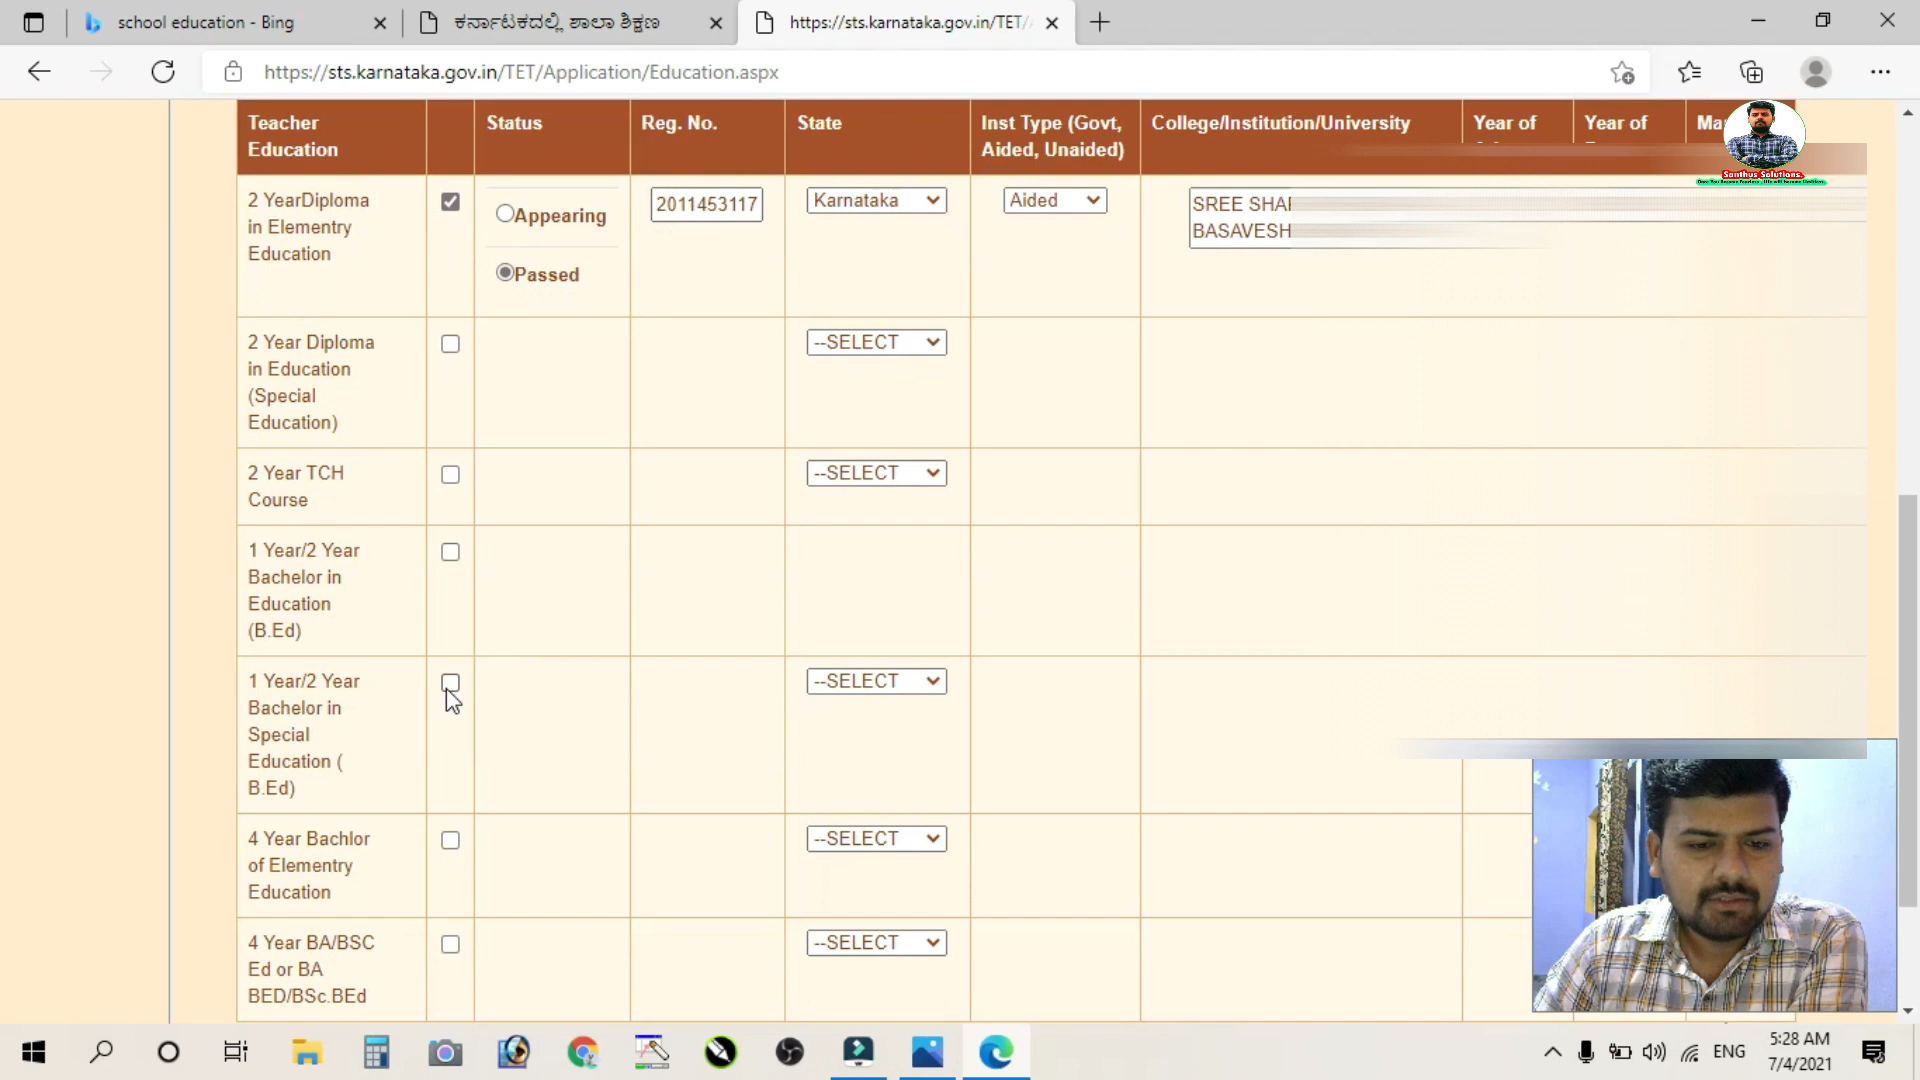 school education - Bing
ಕರ್ನಾಟಕದಲ್ಲಿ ಶಾಲಾ ಶಿಕ್ಷಣ
https://sts.karnataka.gov.in/TET/
https://sts.karnataka.gov.in/TET/Application/Education.aspx
Teacher
Education
Status
Reg. No.
State
Inst Type (Govt,
Aided, Unaided)
College/Institution/University
Year of
Year of
Santhus Solutions.
2 YearDiploma
in Elementry
Education
Appearing
Passed
2011453117
Karnataka
Aided
SREE SHA
BASAVESH
2 Year Diploma
in Education
(Special
Education)
--SELECT
2 Year TCH
Course
--SELECT
1 Year/2 Year
Bachelor in
Education
(B.Ed)
1 Year/2 Year
Bachelor in
Special
Education (
B.Ed)
--SELECT
4 Year Bachlor
of Elementry
Education
--SELECT
4 Year BA/BSC
Ed or BA
BED/BSc.BEd
--SELECT
ENG
5:28 AM
7/4/2021